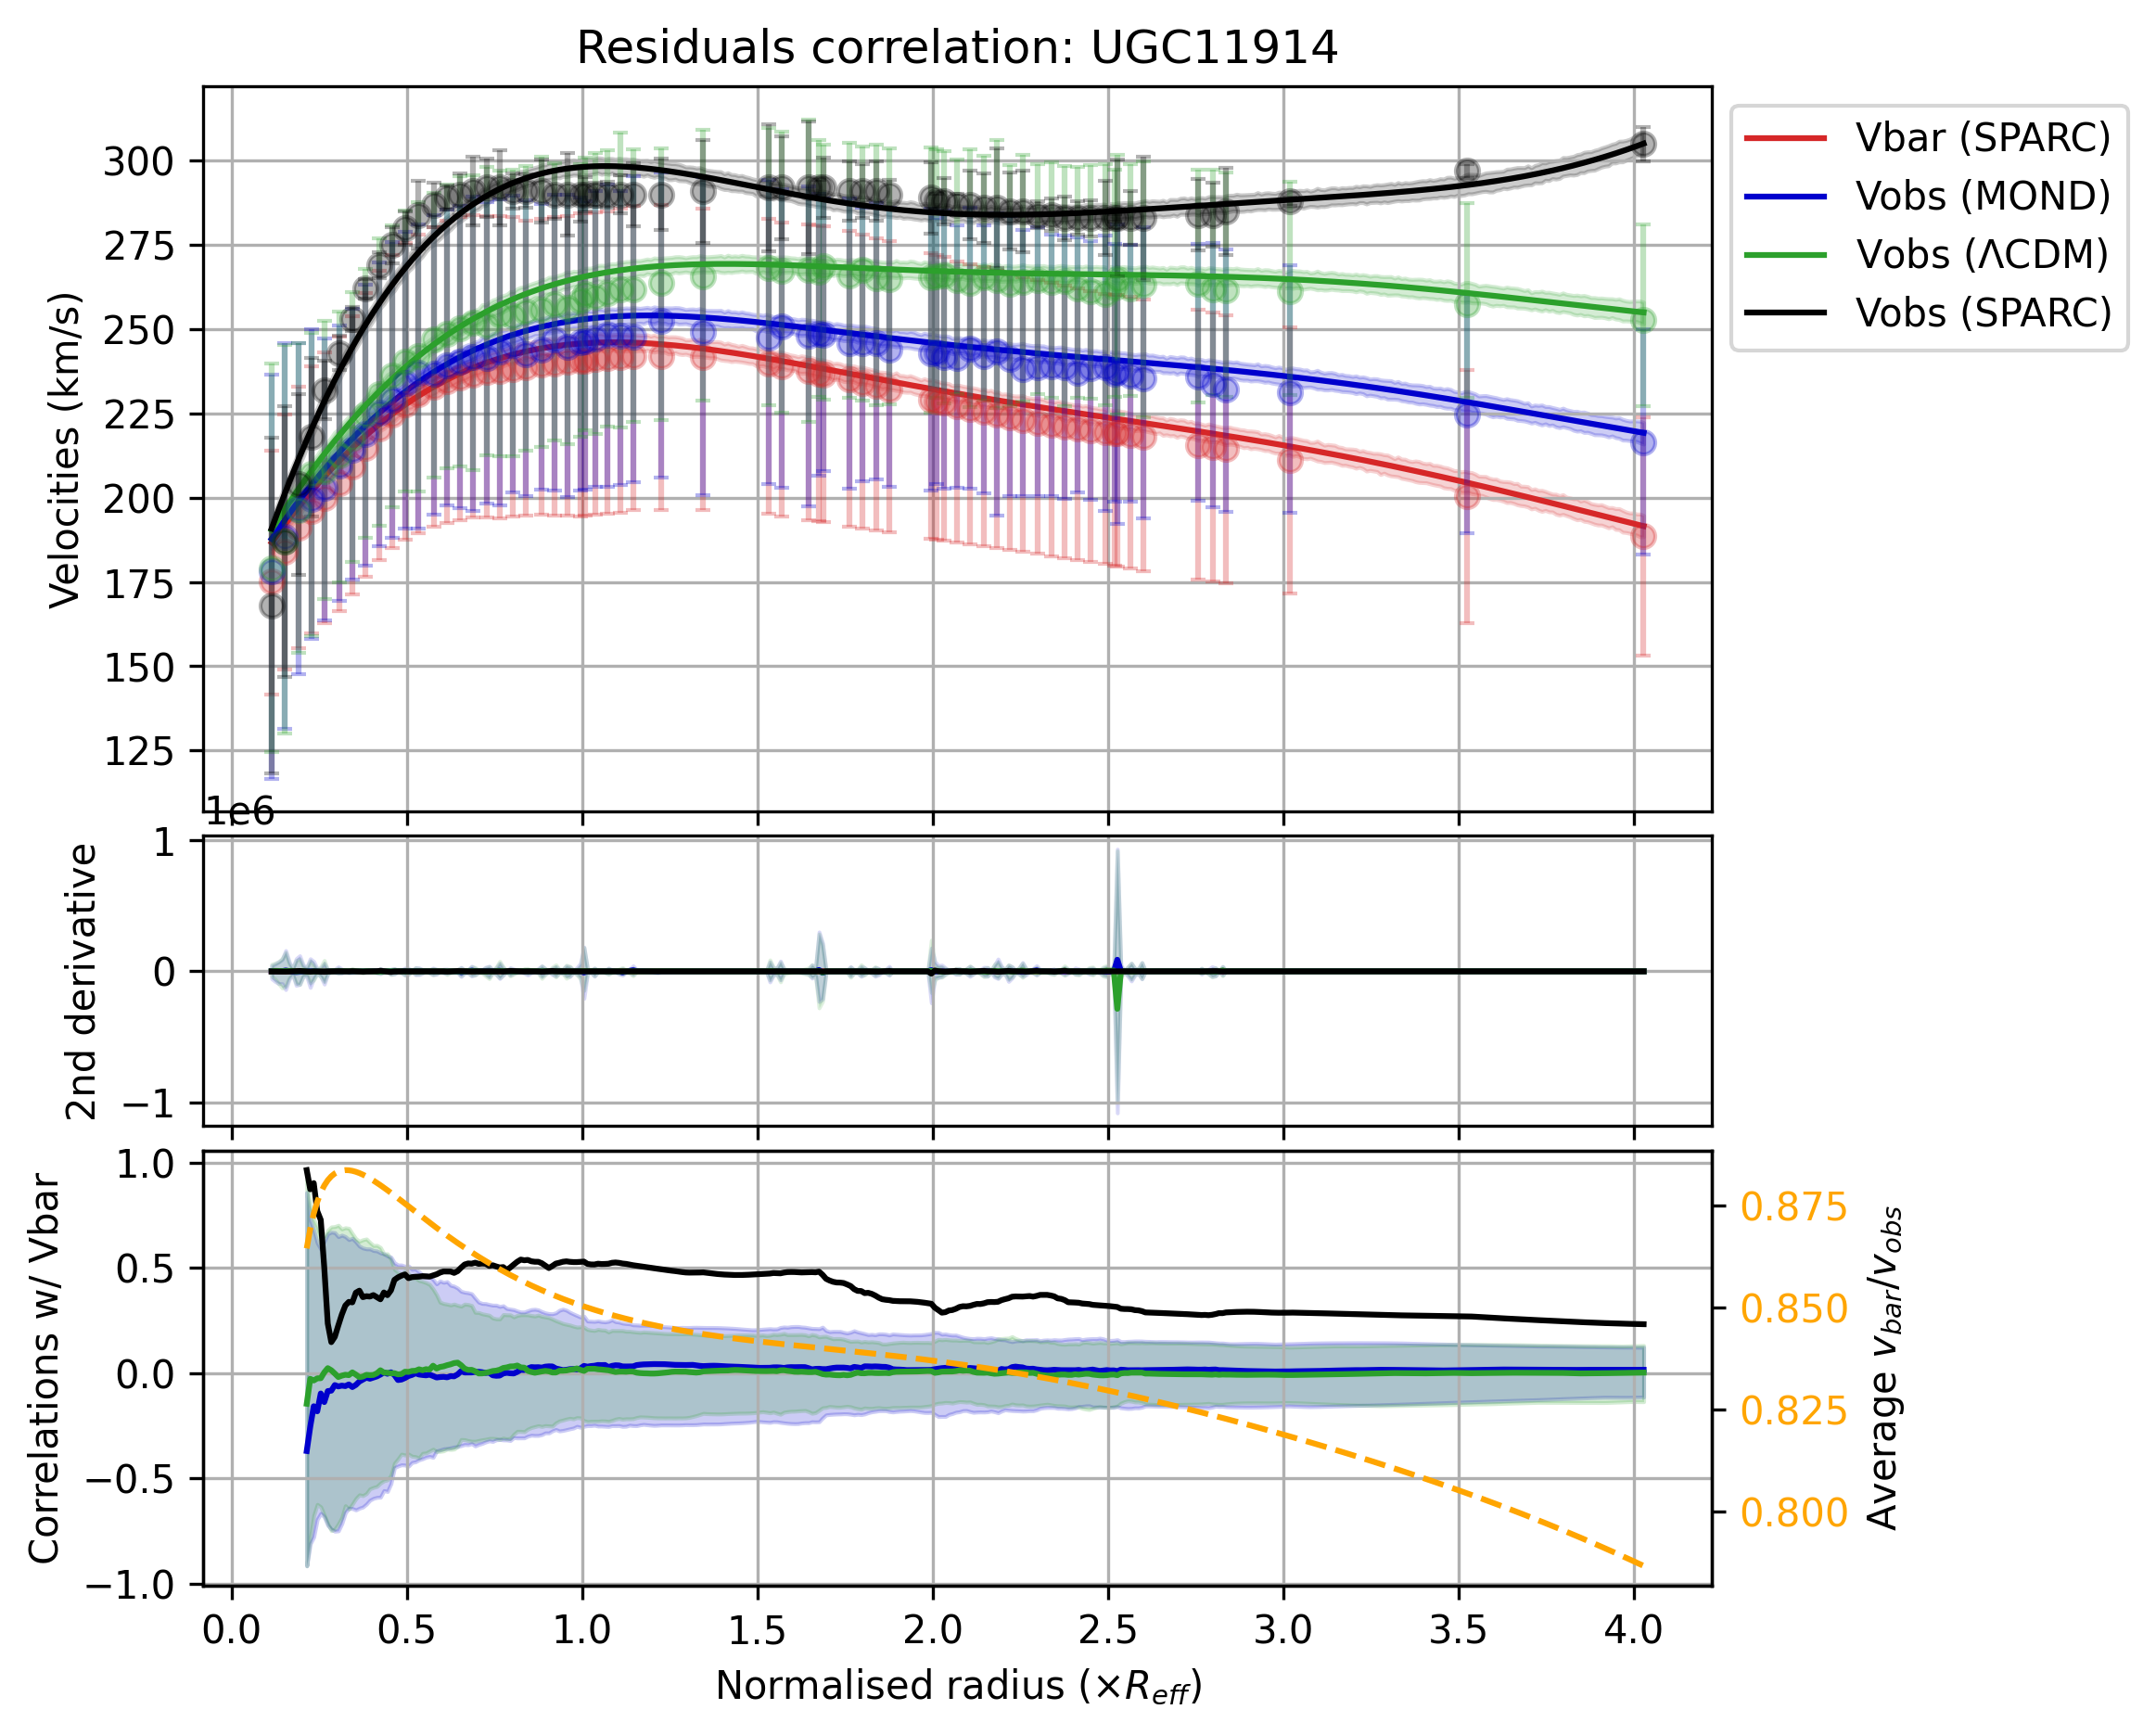 Residuals correlation: UGC11914
Velocities (km/s)
300
275
250
225
200
175
150
125
Vbar (SPARC)
Vobs (MOND)
Vobs (ΛCDM)
Vobs (SPARC)
1e6
2nd derivative
1
0
−1
Correlations w/ Vbar
1.0
0.5
0.0
−0.5
−1.0
0.875
0.850
0.825
0.800
Average v_bar/v_obs
0.0 0.5 1.0 1.5 2.0 2.5 3.0 3.5 4.0
Normalised radius (×R_eff)